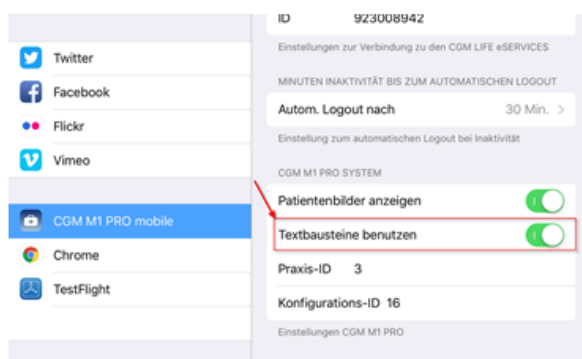 Twitter
Facebook
Flickr
Vimeo
CGM M1 PRO mobile
Chrome
TestFlight
ID 923008942
Einstellungen zur Verbindung zu den CGM LIFE eSERVICES
MINUTEN INAKTIVITÄT BIS ZUM AUTOMATISCHEN LOGOUT
Autom. Logout nach 30 Min.
Einstellung zum automatischen Logout bei Inaktivität
CGM M1 PRO SYSTEM
Patientenbilder anzeigen
Textbausteine benutzen
Praxis-ID 3
Konfigurations-ID 16
Einstellungen CGM M1 PRO